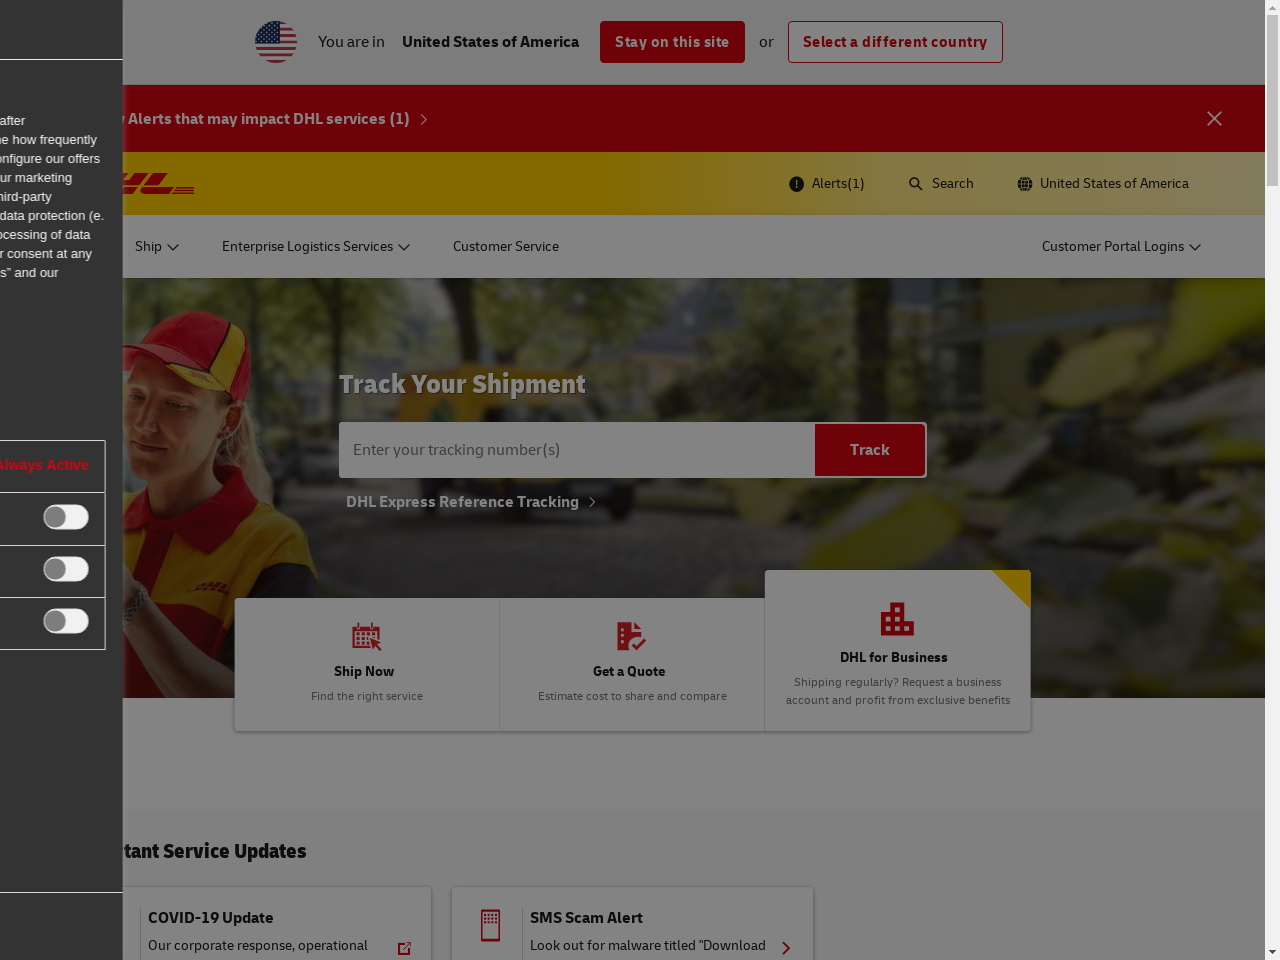 You are in United States of America Stay on this site or Select a different country
Alerts that may impact DHL services (1)
Alerts(1) Search United States of America
Ship Enterprise Logistics Services Customer Service Customer Portal Logins
after
how frequently
our offers
marketing
third-party
data protection (e.
processing of data
consent at any
and our
Always Active
Track Your Shipment
Enter your tracking number(s) Track
DHL Express Reference Tracking
Ship Now
Find the right service
Get a Quote
Estimate cost to share and compare
DHL for Business
Shipping regularly? Request a business
account and profit from exclusive benefits
tant Service Updates
COVID-19 Update
Our corporate response, operational
SMS Scam Alert
Look out for malware titled "Download